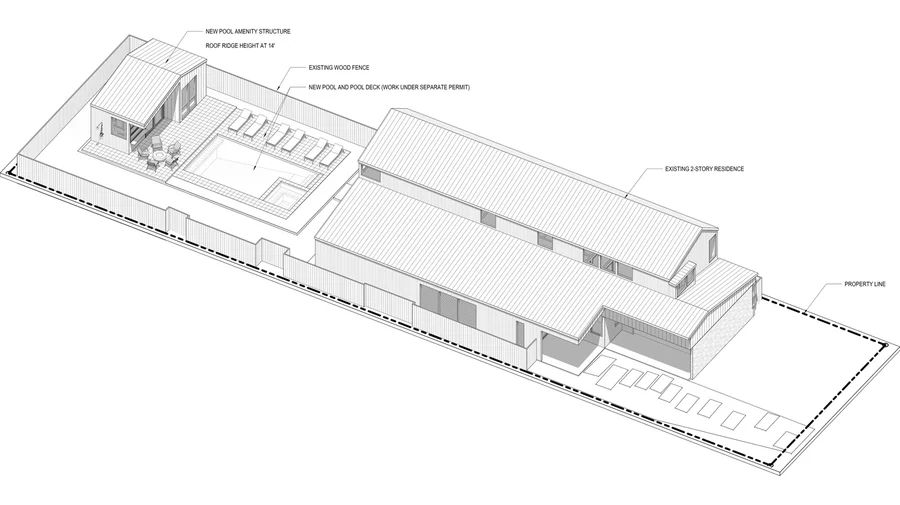 NEW POOL AMENITY STRUCTURE
ROOF RIDGE HEIGHT AT 14'
EXISTING WOOD FENCE
NEW POOL AND POOL DECK (WORK UNDER SEPARATE PERMIT)
EXISTING 2-STORY RESIDENCE
PROPERTY LINE